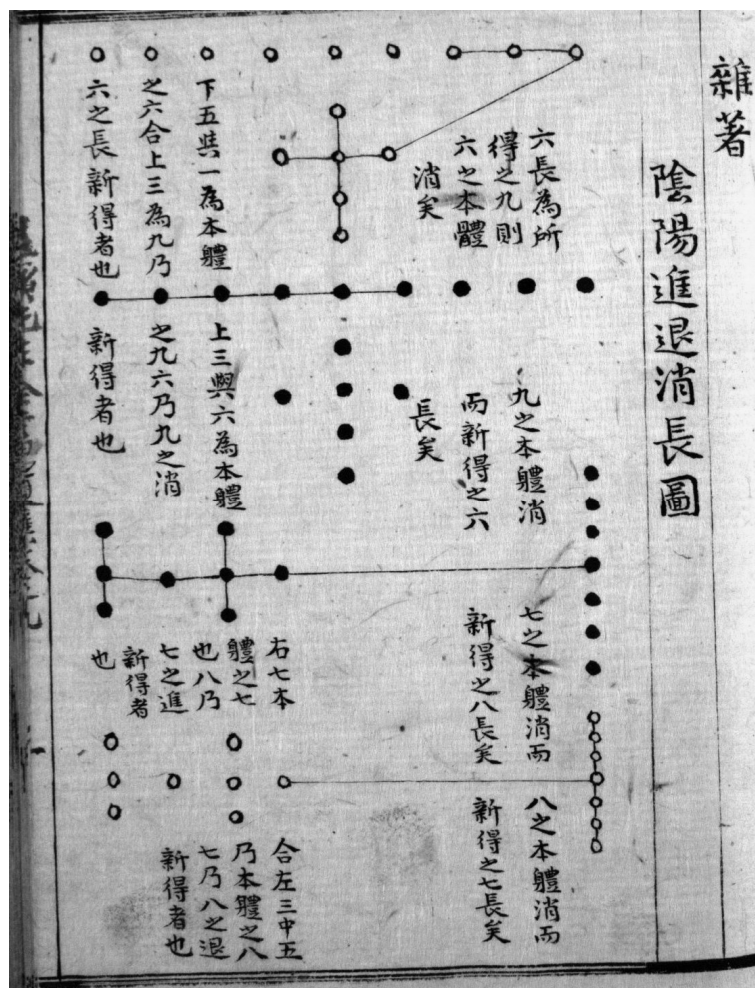 雜著
陰陽進退消長圖
六長為所
得之九則
六之本體
消矣
下五與一為本體
之六合上三為九乃
六之長新得者也
九之本體消
而新得之六
長矣
上三與六為本體
之九六乃九之消
新得者也
七之本體消而
新得之八長矣
右七本
體之七
也八乃
七之進
新得者
也
八之本體消而
新得之七長矣
合左三中五
乃本體之八
七乃八之退
新得者也